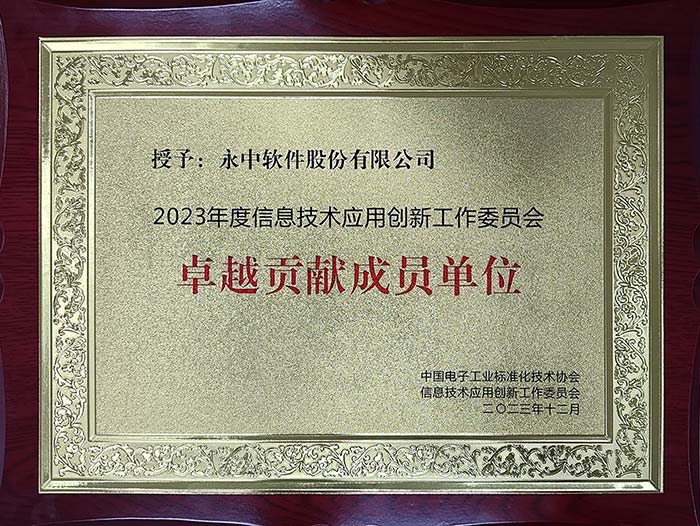 授予：永中软件股份有限公司
2023年度信息技术应用创新工作委员会
卓越贡献成员单位
中国电子工业标准化技术协会
信息技术应用创新工作委员会
二〇二三年十二月